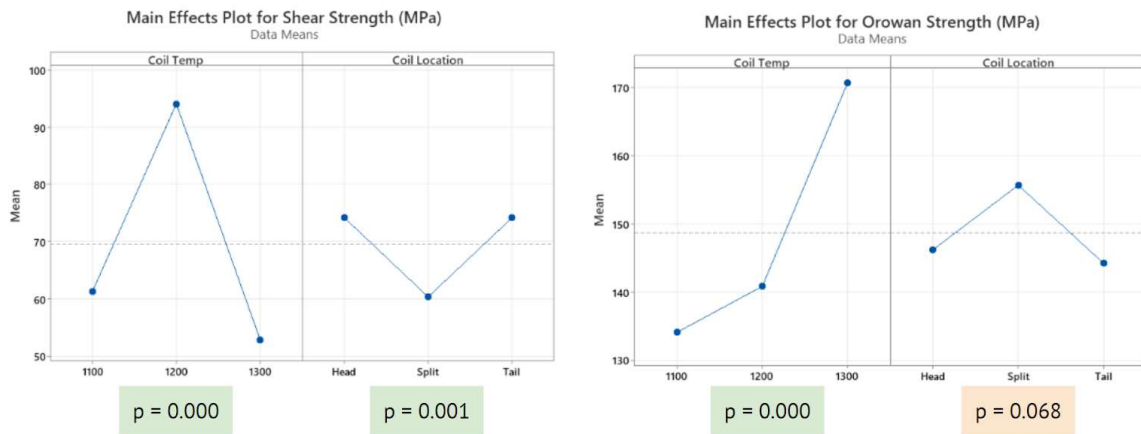 Main Effects Plot for Shear Strength (MPa)
Data Means
Coil Temp
Coil Location
Mean
100
90
80
70
60
50
1100
1200
1300
Head
Split
Tail
p = 0.000
p = 0.001
Main Effects Plot for Orowan Strength (MPa)
Data Means
Coil Temp
Coil Location
Mean
170
160
150
140
130
1100
1200
1300
Head
Split
Tail
p = 0.000
p = 0.068